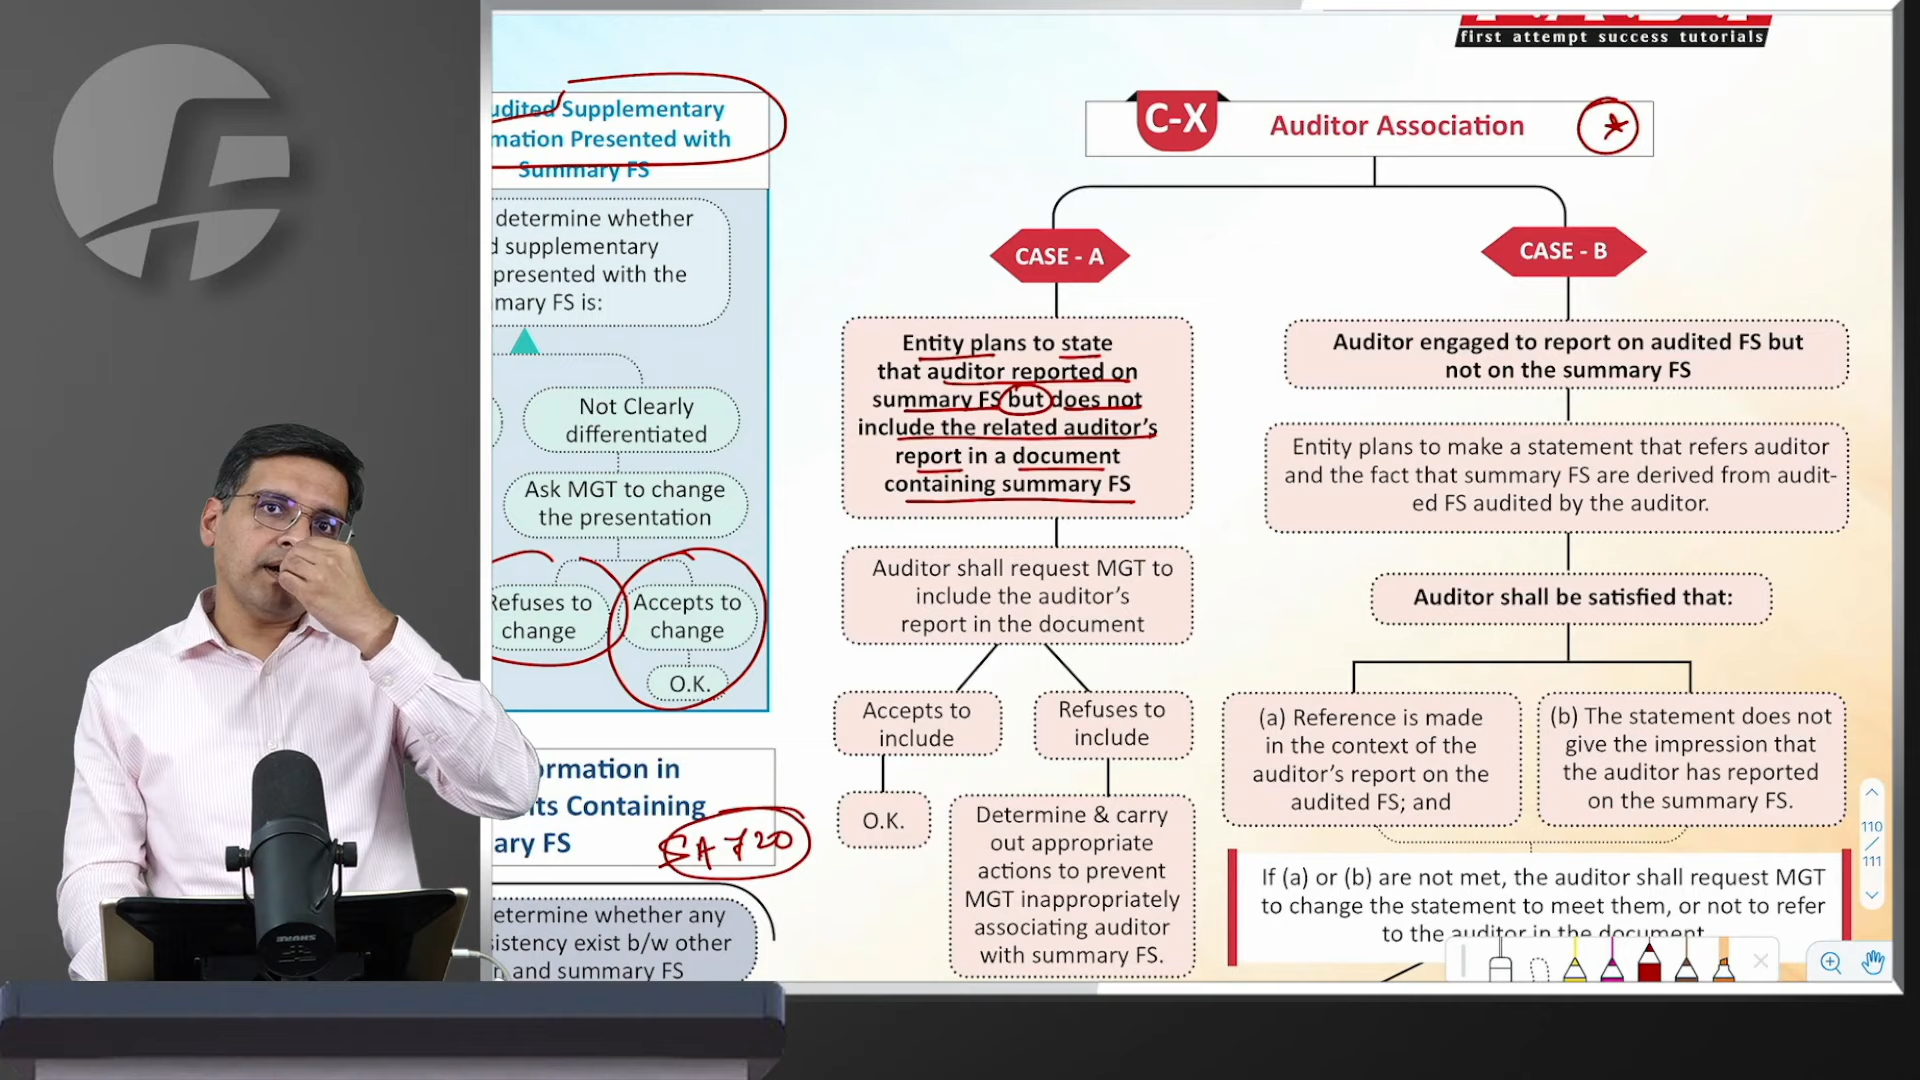 first attempt success tutorials
udited Supplementary
mation Presented with
Summary FS
determine whether
d supplementary
presented with the
mary FS is:
Not Clearly
differentiated
Ask MGT to change
the presentation
Refuses to
change
Accepts to
change
O.K.
ormation in
ts Containing
ary FS
SA 720
etermine whether any
sistency exist b/w other
n and summary FS
C-X
Auditor Association
CASE - A
Entity plans to state
that auditor reported on
summary FS but does not
include the related auditor's
report in a document
containing summary FS
Auditor shall request MGT to
include the auditor's
report in the document
Accepts to
include
Refuses to
include
O.K.
Determine & carry
out appropriate
actions to prevent
MGT inappropriately
associating auditor
with summary FS.
CASE - B
Auditor engaged to report on audited FS but
not on the summary FS
Entity plans to make a statement that refers auditor
and the fact that summary FS are derived from audit-
ed FS audited by the auditor.
Auditor shall be satisfied that:
(a) Reference is made
in the context of the
auditor's report on the
audited FS; and
(b) The statement does not
give the impression that
the auditor has reported
on the summary FS.
If (a) or (b) are not met, the auditor shall request MGT
to change the statement to meet them, or not to refer
to the auditor in the document
110
/
111
SHURE